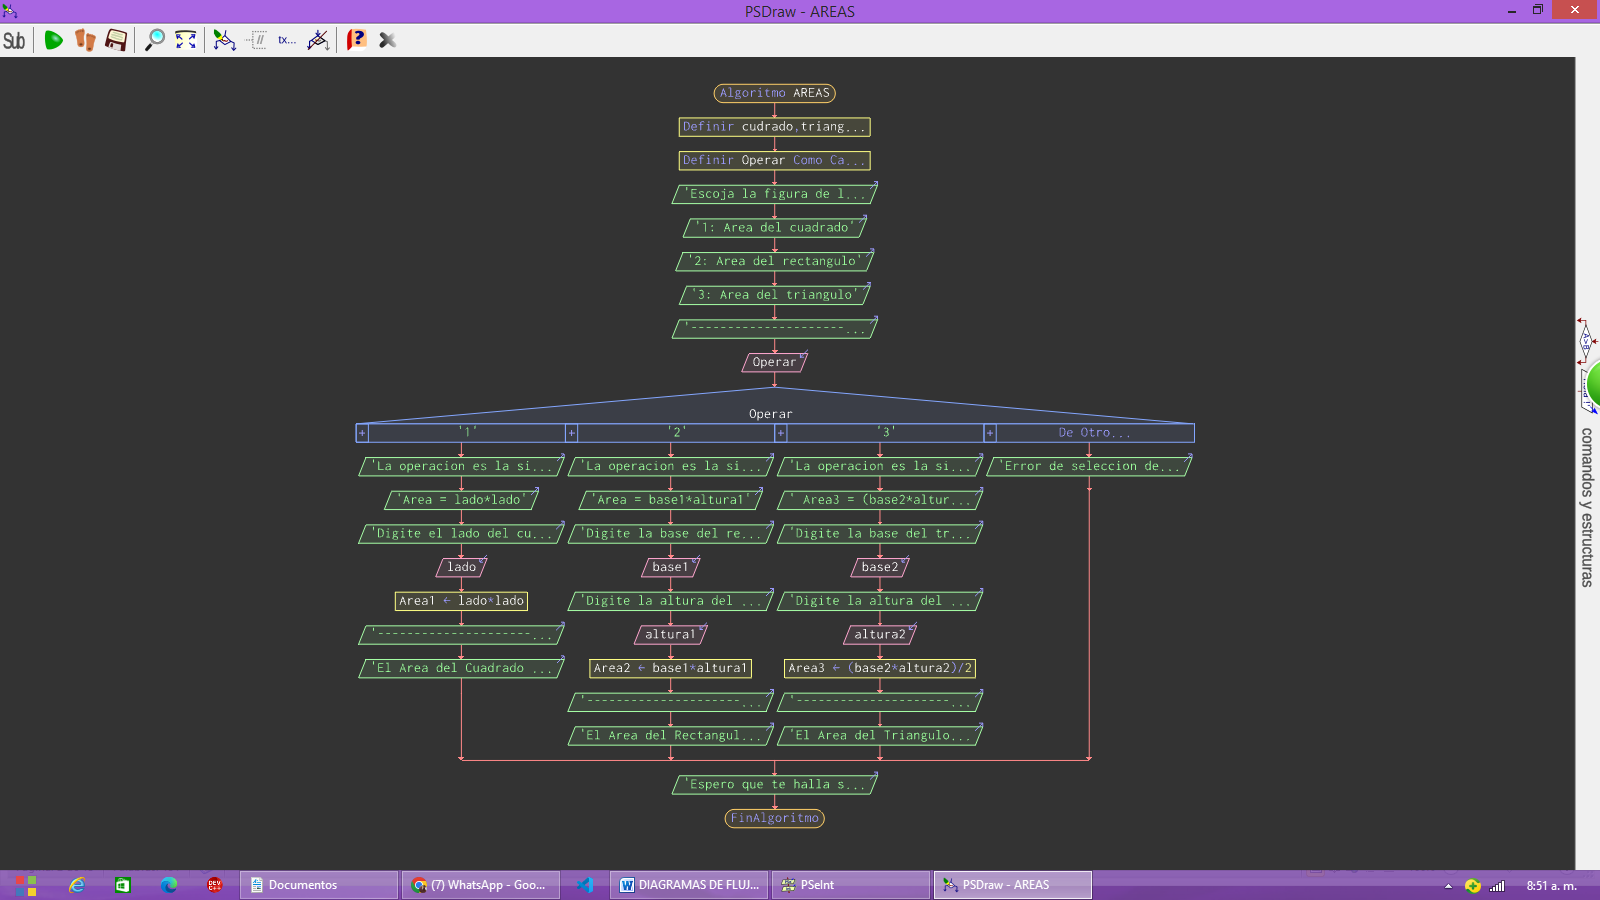 PSDraw - AREAS
Sub
tx...
Algoritmo AREAS
Definir cudrado,triang...
Definir Operar Como Ca...
'Escoja la figura de l...
'1: Area del cuadrado'
'2: Area del rectangulo'
'3: Area del triangulo'
'---------------------...
Operar
Operar
+ '1' + '2' + '3' + De Otro...
'La operacion es la si... 'La operacion es la si... 'La operacion es la si... 'Error de seleccion de...
'Area = lado*lado' 'Area = base1*altura1' ' Area3 = (base2*altur...
'Digite el lado del cu... 'Digite la base del re... 'Digite la base del tr...
lado base1 base2
Area1 ← lado*lado 'Digite la altura del ... 'Digite la altura del ...
'---------------------... altura1 altura2
'El Area del Cuadrado ... Area2 ← base1*altura1 Area3 ← (base2*altura2)/2
'---------------------... '---------------------...
'El Area del Rectangul... 'El Area del Triangulo...
'Espero que te halla s...
FinAlgoritmo
A>B
comandos y estructuras
DEV C++
Documentos
(7) WhatsApp - Goo...
DIAGRAMAS DE FLUJ...
PSeInt
PSDraw - AREAS
8:51 a. m.